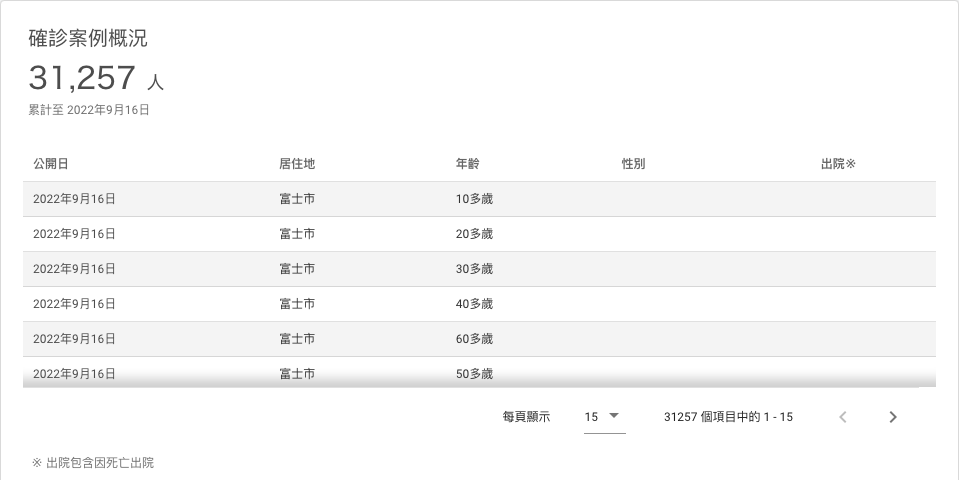 確診案例概況
31,257 人
累計至 2022年9月16日
公開日 居住地 年齡 性別 出院※
2022年9月16日 富士市 10多歲
2022年9月16日 富士市 20多歲
2022年9月16日 富士市 30多歲
2022年9月16日 富士市 40多歲
2022年9月16日 富士市 60多歲
2022年9月16日 富士市 50多歲
每頁顯示 15 31257 個項目中的 1 - 15
※ 出院包含因死亡出院